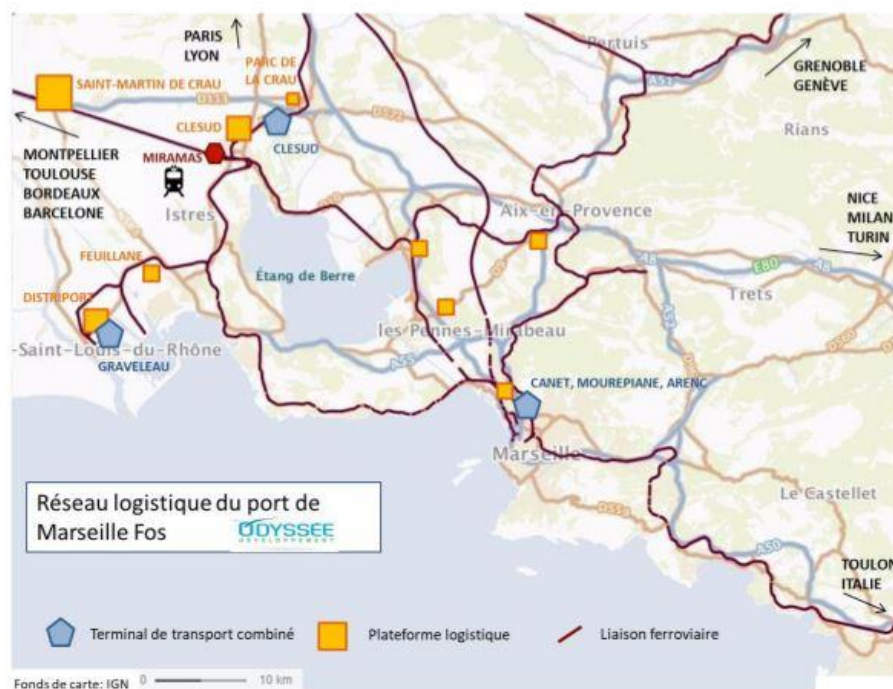 PARIS
LYON
Pertuis
PARC DE
LA CRAU
GRENOBLE
GENÈVE
A51
SAINT-MARTIN DE CRAU
D113
CLESUD
CLESUD
Rians
MIRAMAS
MONTPELLIER
TOULOUSE
BORDEAUX
BARCELONE
Istres
Aix-en-Provence
NICE
MILAN
TURIN
FEUILLANE
Étang de Berre
D9
A8
E80
A8
Trets
DISTRIPORT
les Pennes-Mirabeau
A52
-Saint-Louis-du-Rhône
GRAVELEAU
A55
CANET, MOUREPIANE, ARENC
Marseille
Réseau logistique du port de
Marseille Fos
ODYSSEE
DEVELOPPEMENT
Le Castellet
D559
A50
TOULON
ITALIE
Terminal de transport combiné
Plateforme logistique
Liaison ferroviaire
Fonds de carte: IGN
0
10 km